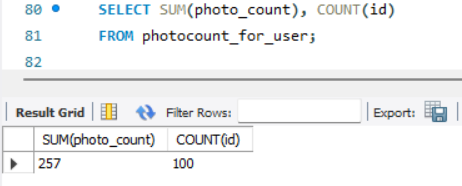 80 SELECT SUM(photo_count), COUNT(id)
81 FROM photocount_for_user;
82
Result Grid Filter Rows: Export:
SUM(photo_count) COUNT(id)
257 100